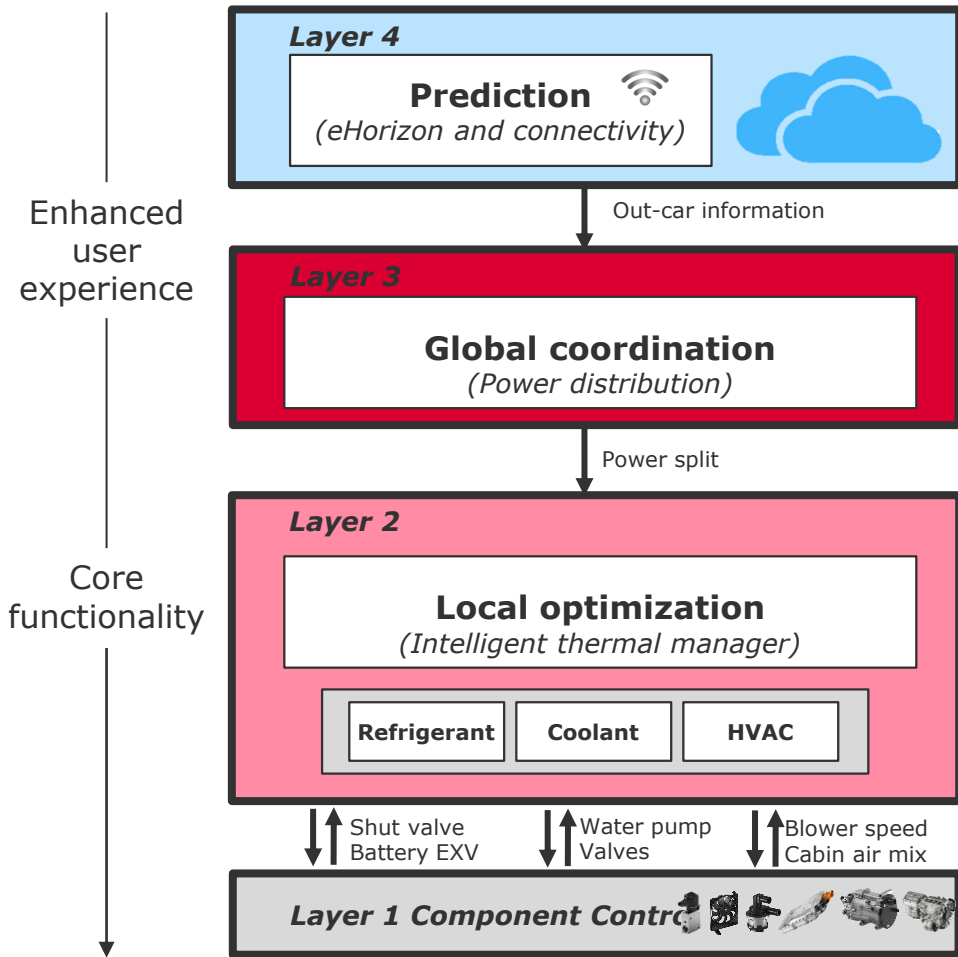 Layer 4
Prediction
(eHorizon and connectivity)
Out-car information
Enhanced
user
experience
Layer 3
Global coordination
(Power distribution)
Power split
Layer 2
Local optimization
(Intelligent thermal manager)
Core
functionality
Refrigerant
Coolant
HVAC
Shut valve
Battery EXV
Water pump
Valves
Blower speed
Cabin air mix
Layer 1 Component Contro